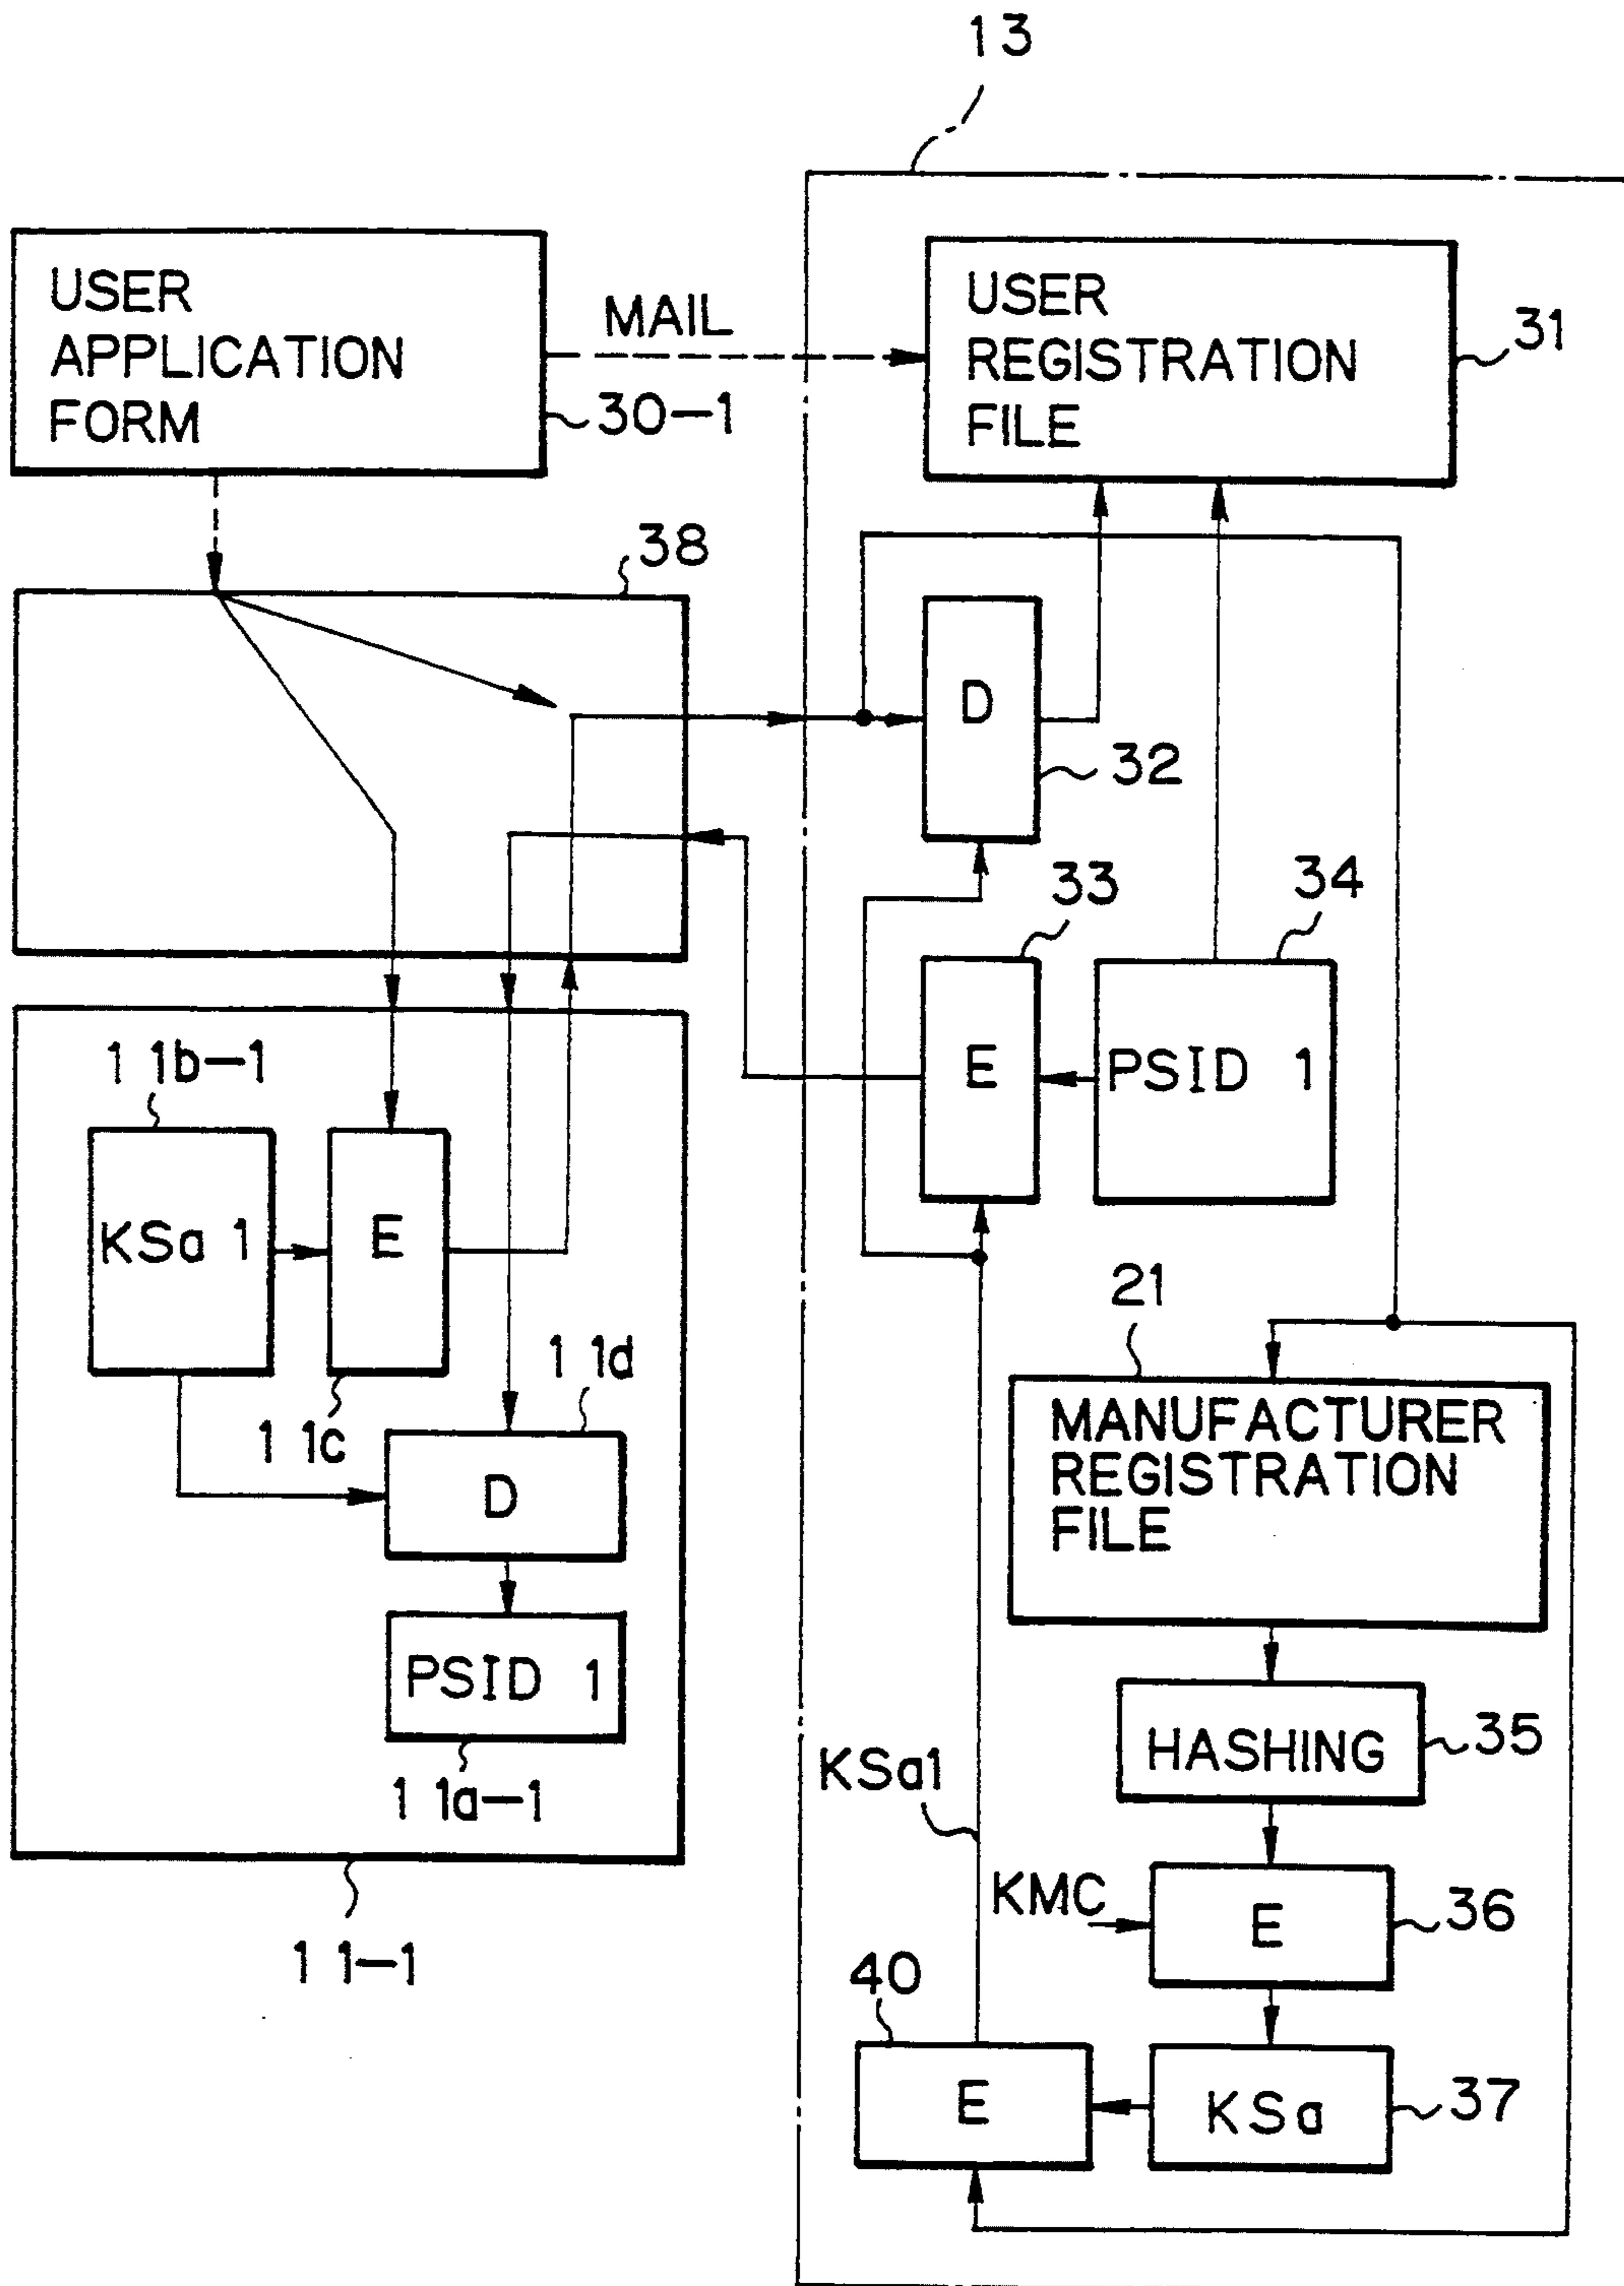 13
USER
APPLICATION
FORM
30-1
MAIL
USER
REGISTRATION
FILE
31
38
D
32
33
34
E
PSID 1
11b-1
KSa 1
E
11c
11d
D
PSID 1
11a-1
11-1
21
MANUFACTURER
REGISTRATION
FILE
HASHING
35
KSa1
KMC
E
36
40
E
KSa
37